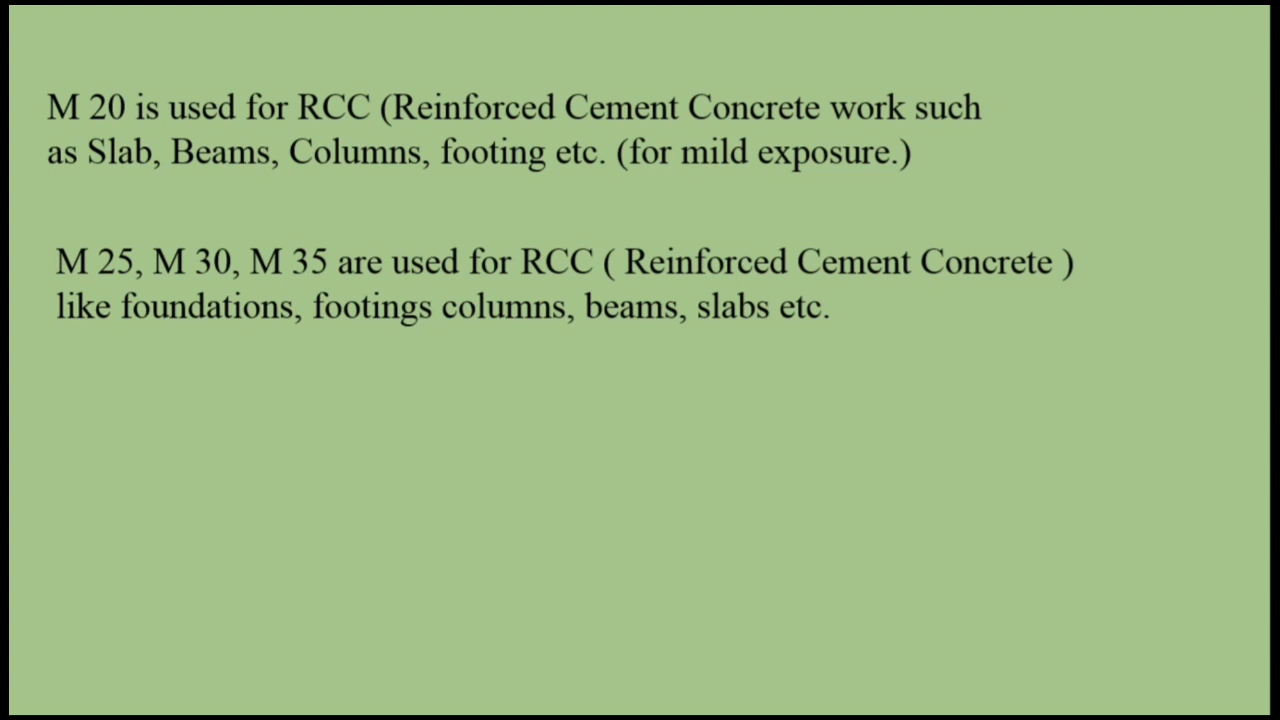 M 20 is used for RCC (Reinforced Cement Concrete work such
as Slab, Beams, Columns, footing etc. (for mild exposure.)
M 25, M 30, M 35 are used for RCC ( Reinforced Cement Concrete )
like foundations, footings columns, beams, slabs etc.